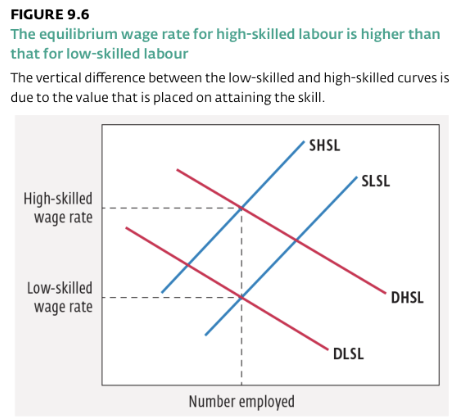 FIGURE 9.6
The equilibrium wage rate for high-skilled labour is higher than
that for low-skilled labour
The vertical difference between the low-skilled and high-skilled curves is
due to the value that is placed on attaining the skill.
SHSL
SLSL
High-skilled
wage rate
Low-skilled
wage rate
DHSL
DLSL
Number employed